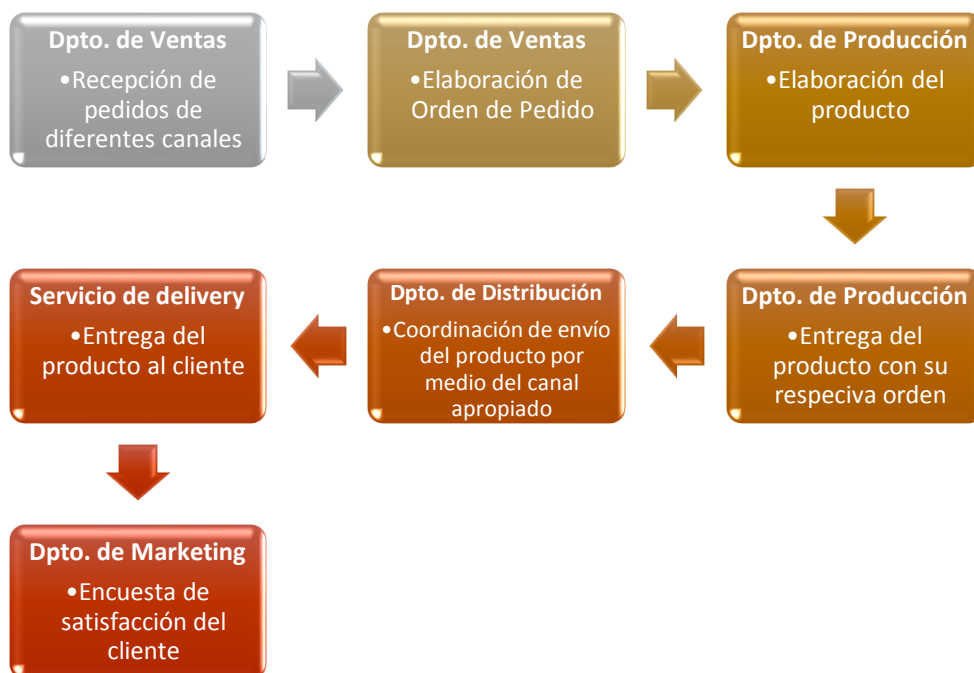 Dpto. de Ventas
•Recepción de
pedidos de
diferentes canales
Dpto. de Ventas
•Elaboración de
Orden de Pedido
Dpto. de Producción
•Elaboración del
producto
Dpto. de Producción
•Entrega del
producto con su
respeciva orden
Dpto. de Distribución
•Coordinación de envío
del producto por
medio del canal
apropiado
Servicio de delivery
•Entrega del
producto al cliente
Dpto. de Marketing
•Encuesta de
satisfacción del
cliente